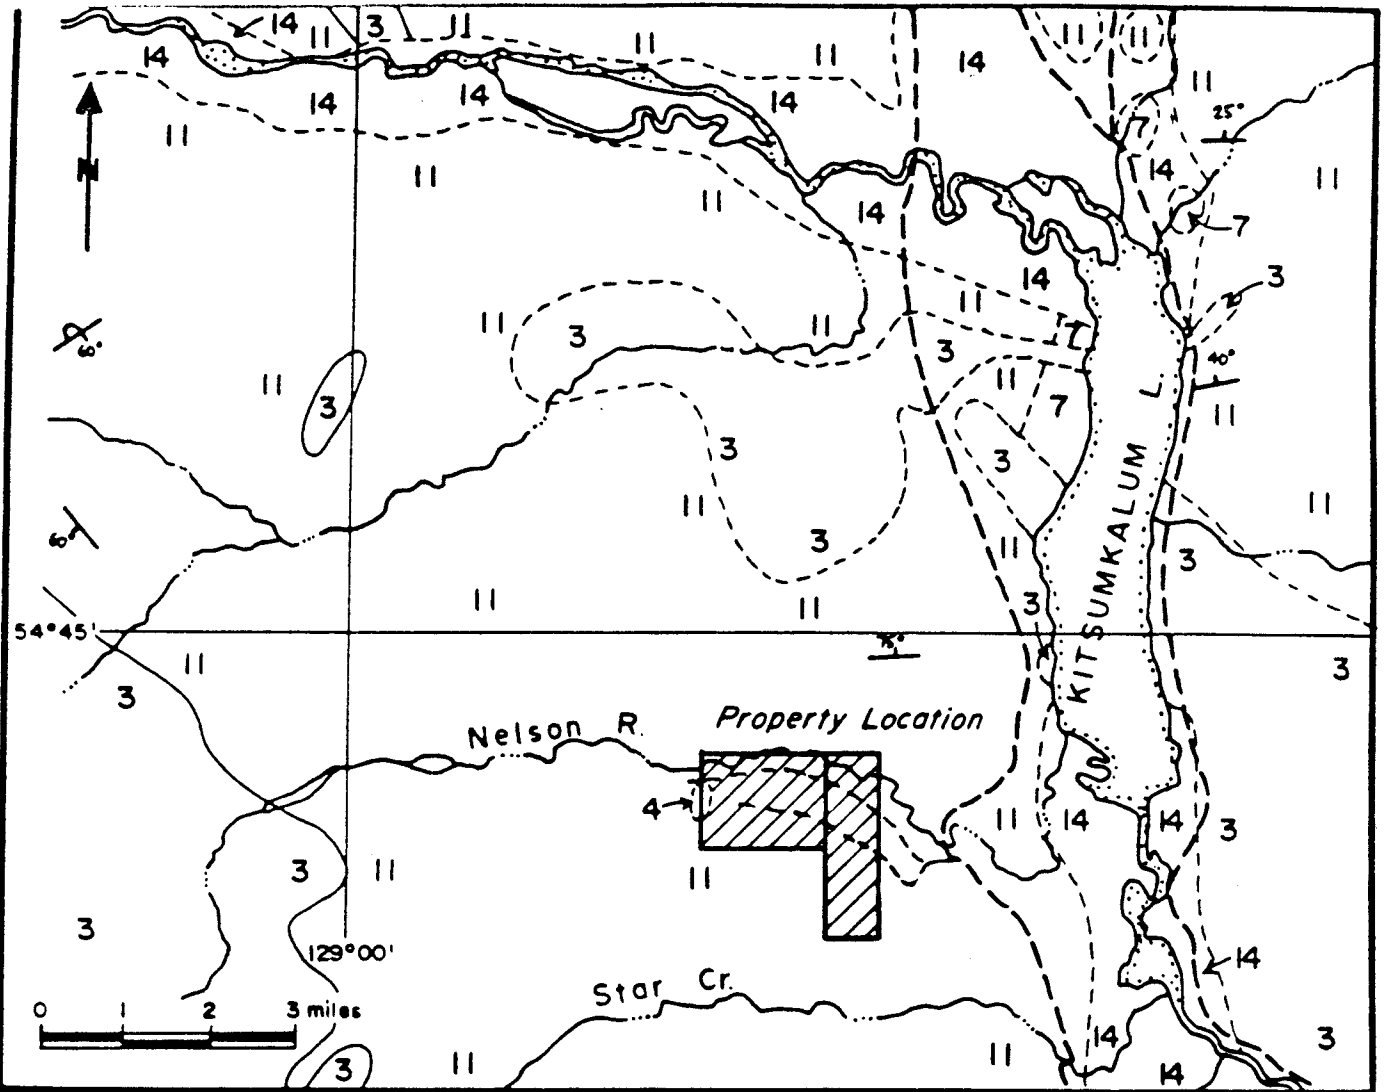 14 11 3 11 11 11 14 11 11
14 14 14 14 11
25°
N 11 11 11 7 14 11
14 7
14 3
11 3 11 11 7
60°
3 40°
11 3 11 7 11
3 3
11 11
60° 3 11 3
11 11 3
54°45'
11 75° 3
3
KITSUMKALUM L.
Property Location
Nelson R.
4 11 14 14 3
3 11 11
3
129°00'
14
Star Cr.
0 1 2 3 miles
3 11 11 14 14 3